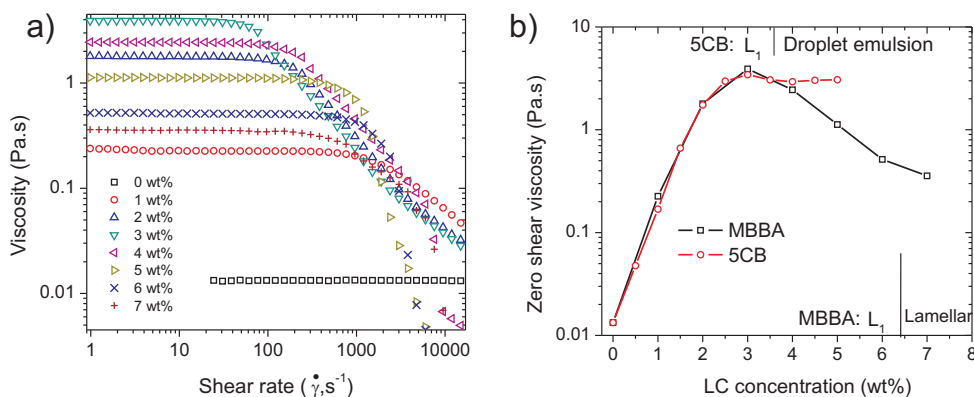 a)
Viscosity (Pa.s)
1
0.1
0.01
0 wt%
1 wt%
2 wt%
3 wt%
4 wt%
5 wt%
6 wt%
7 wt%
1
10
100
1000
10000
Shear rate (γ̇,s⁻¹)
b)
5CB: L₁
Droplet emulsion
Zero shear viscosity (Pa.s)
10
1
0.1
0.01
MBBA
5CB
MBBA: L₁
Lamellar
0 1 2 3 4 5 6 7 8
LC concentration (wt%)